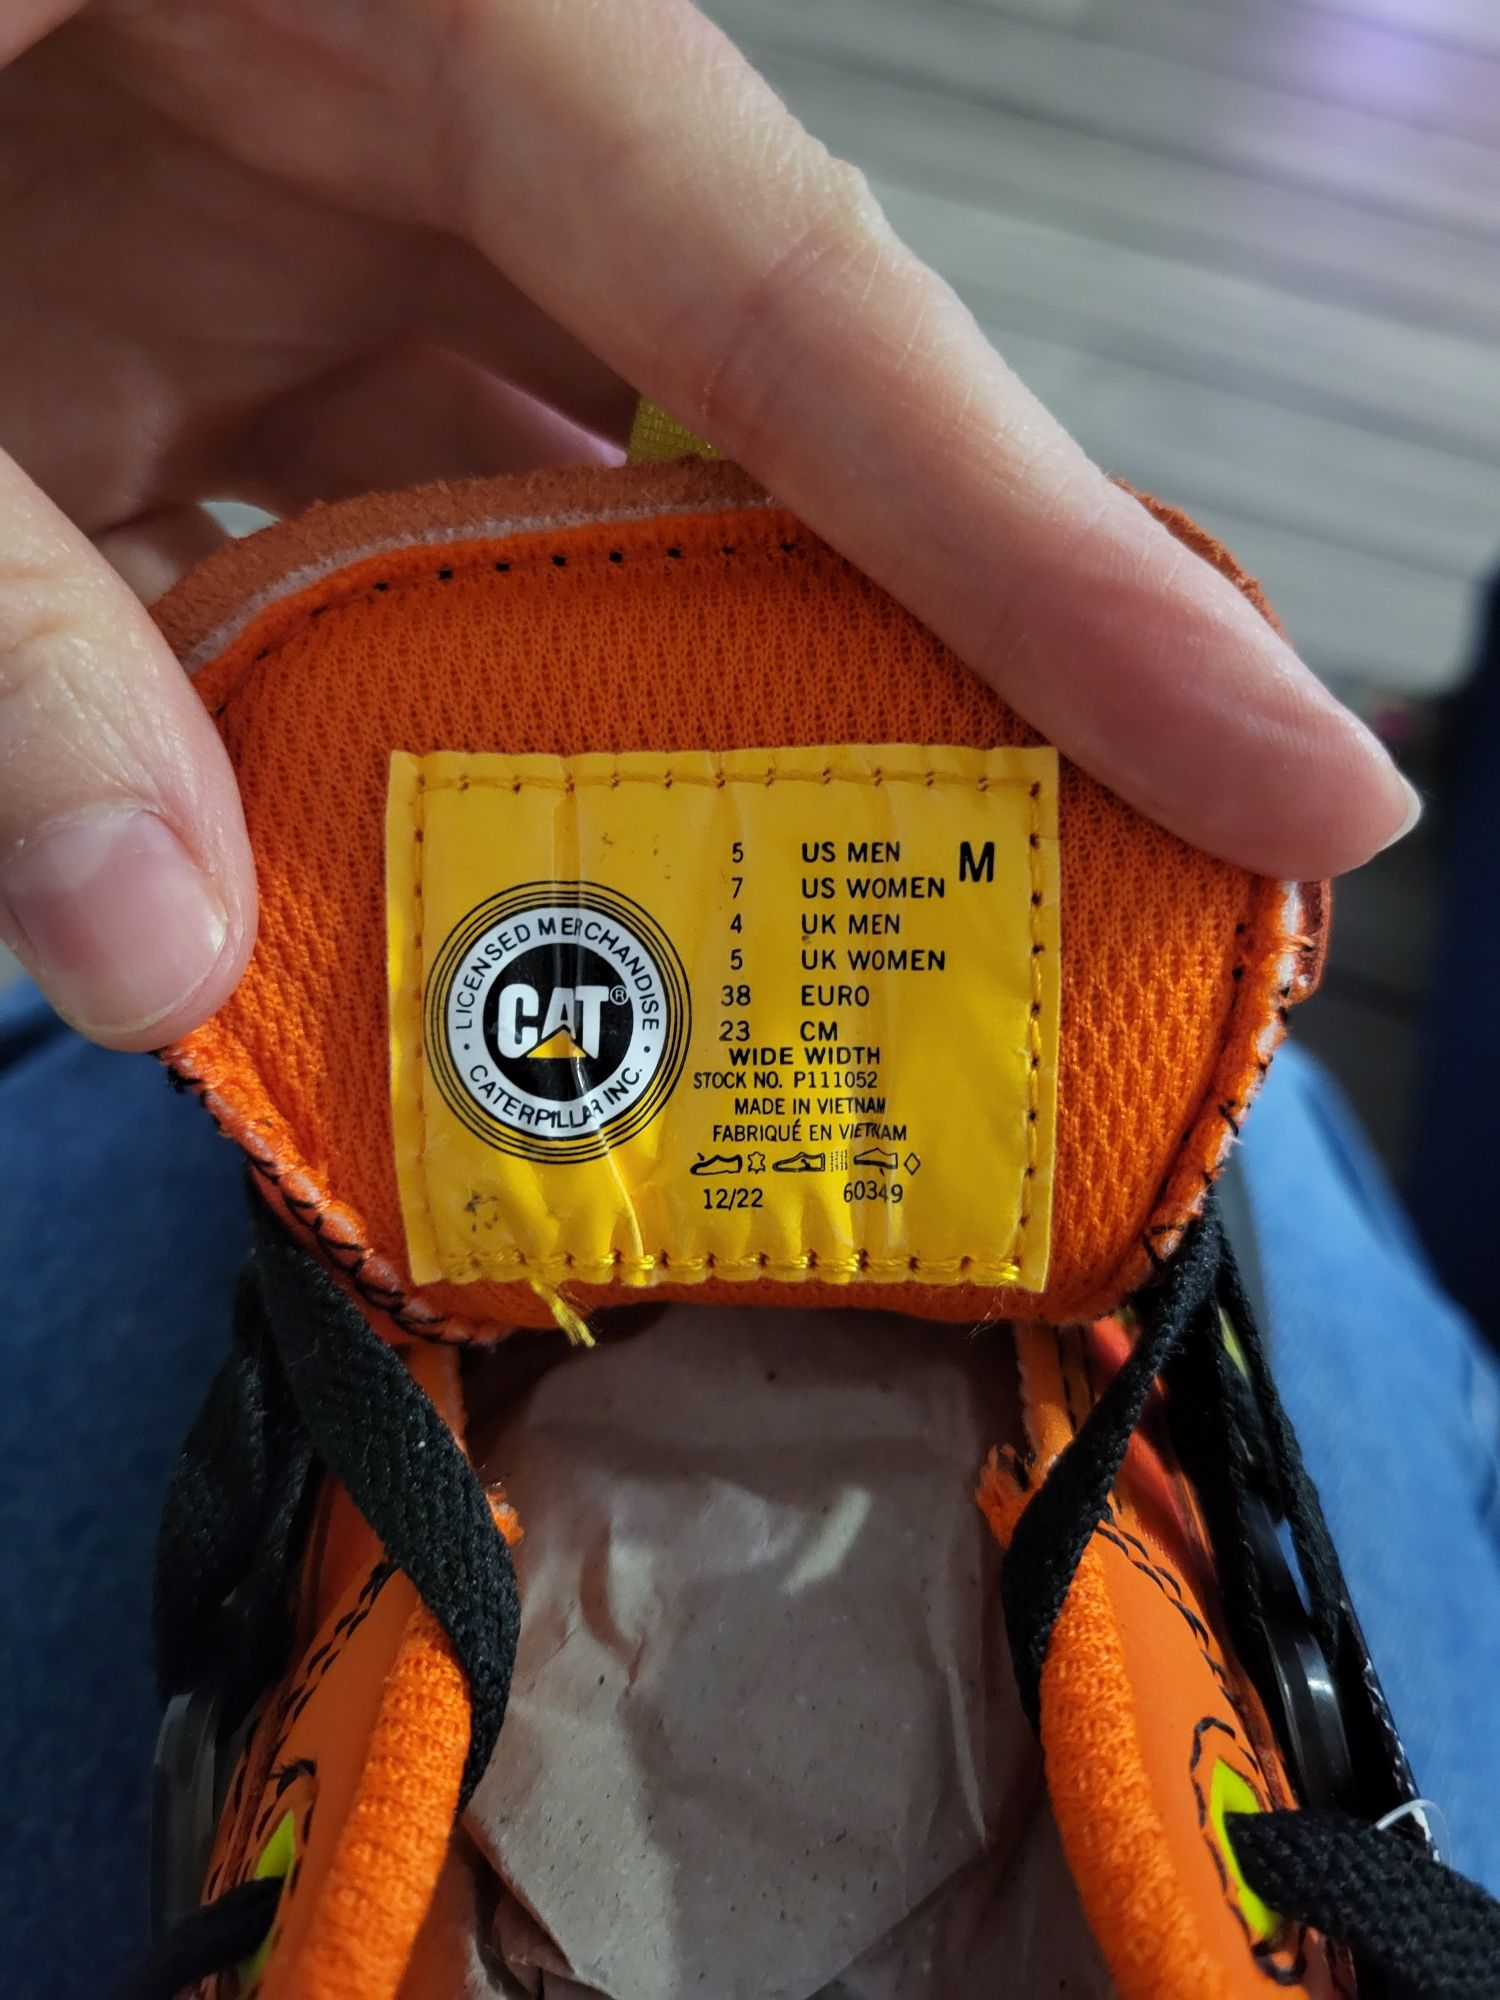 5 US MEN M
7 US WOMEN
4 UK MEN
5 UK WOMEN
38 EURO
23 CM
WIDE WIDTH
STOCK NO. P111052
MADE IN VIETNAM
FABRIQUÉ EN VIETNAM
12/22 60349
• LICENSED MERCHANDISE •
CAT®
CATERPILLAR INC.